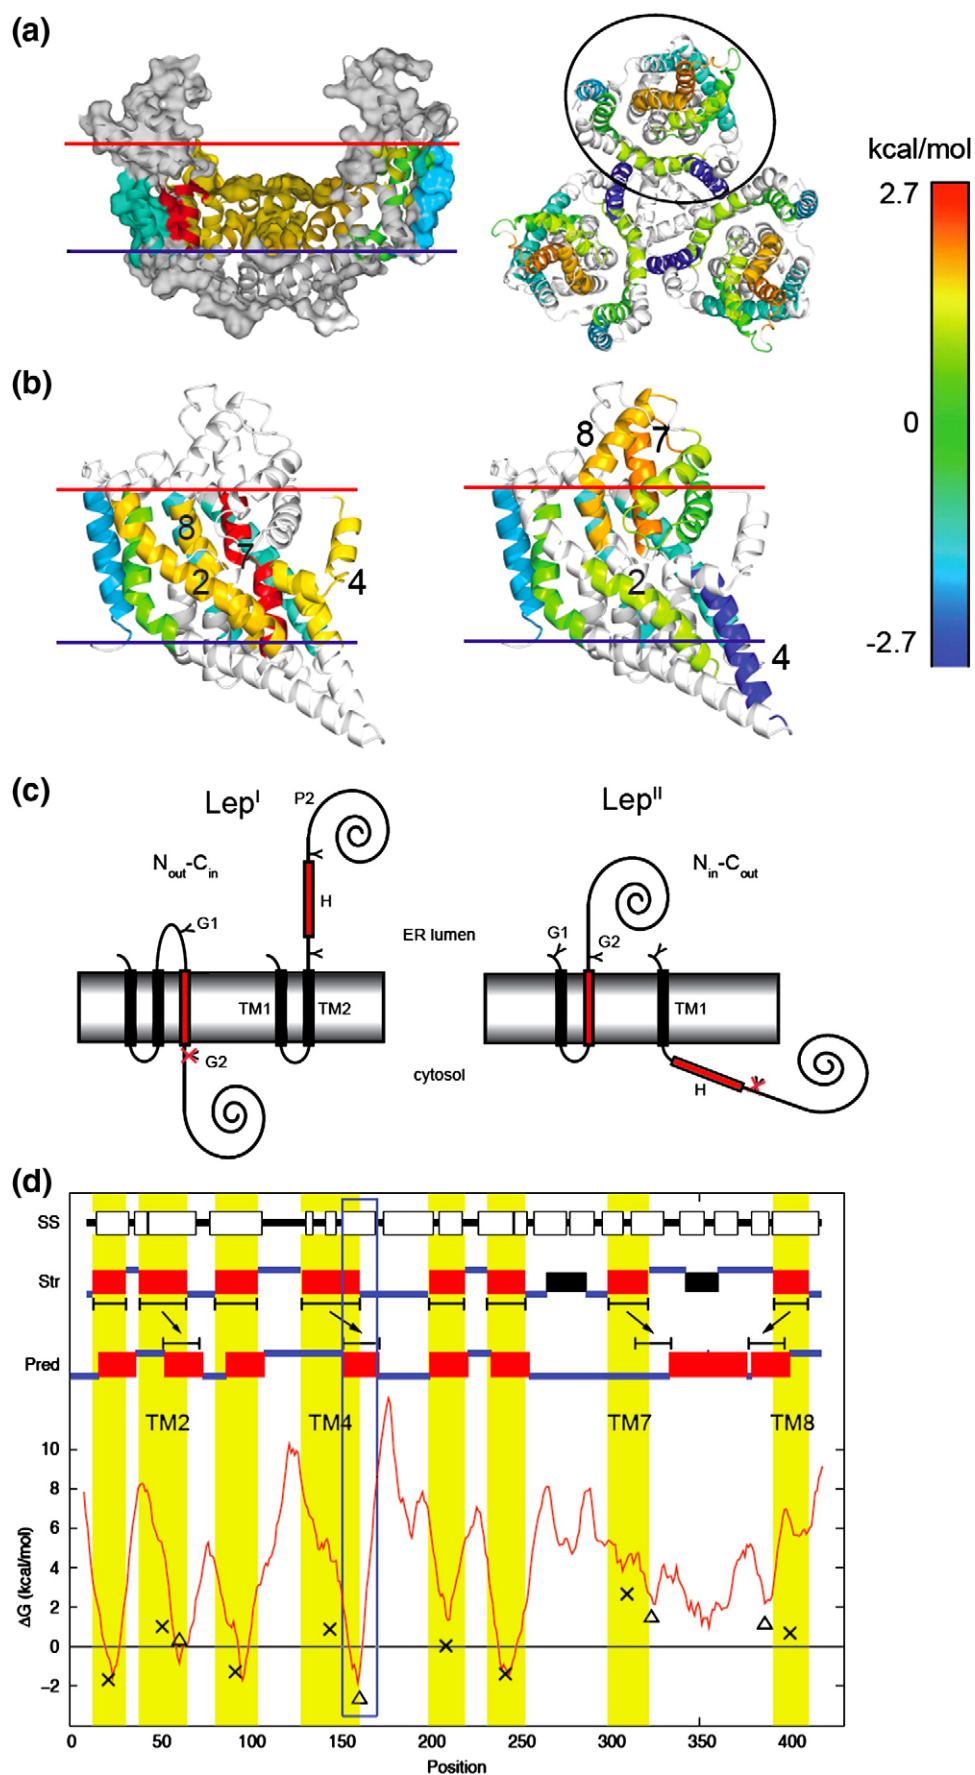 (a)
kcal/mol
2.7
0
-2.7
(b)
8
7
2
4
8
7
2
4
(c)
Lep^I
Lep^II
P2
N_out-C_in
N_in-C_out
G1
H
ER lumen
G1
G2
TM1
TM2
TM1
G2
cytosol
H
(d)
SS
Str
Pred
TM2
TM4
TM7
TM8
10
8
6
4
2
0
−2
ΔG (kcal/mol)
0
50
100
150
200
250
300
350
400
Position